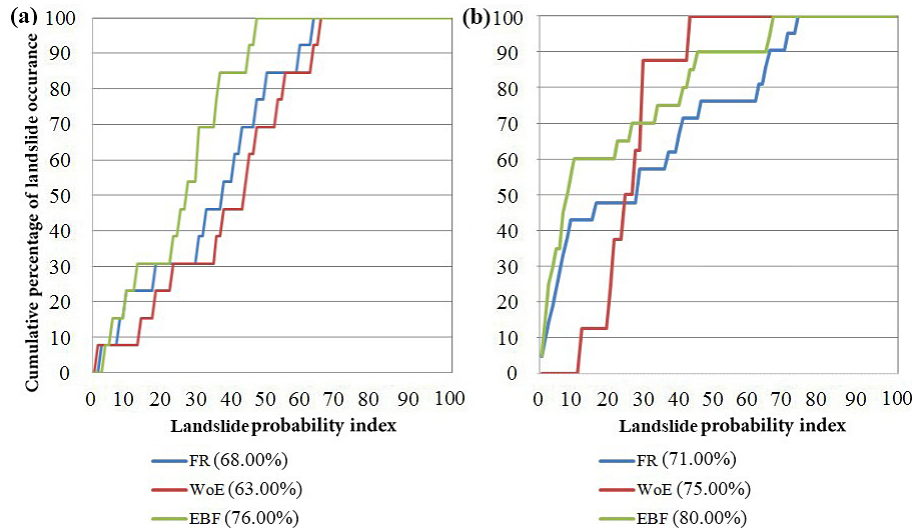 (a)
Cumulative percentage of landslide occurance
100
90
80
70
60
50
40
30
20
10
0
0 10 20 30 40 50 60 70 80 90 100
Landslide probability index
FR (68.00%)
WoE (63.00%)
EBF (76.00%)
(b)
100
90
80
70
60
50
40
30
20
10
0
0 10 20 30 40 50 60 70 80 90 100
Landslide probability index
FR (71.00%)
WoE (75.00%)
EBF (80.00%)